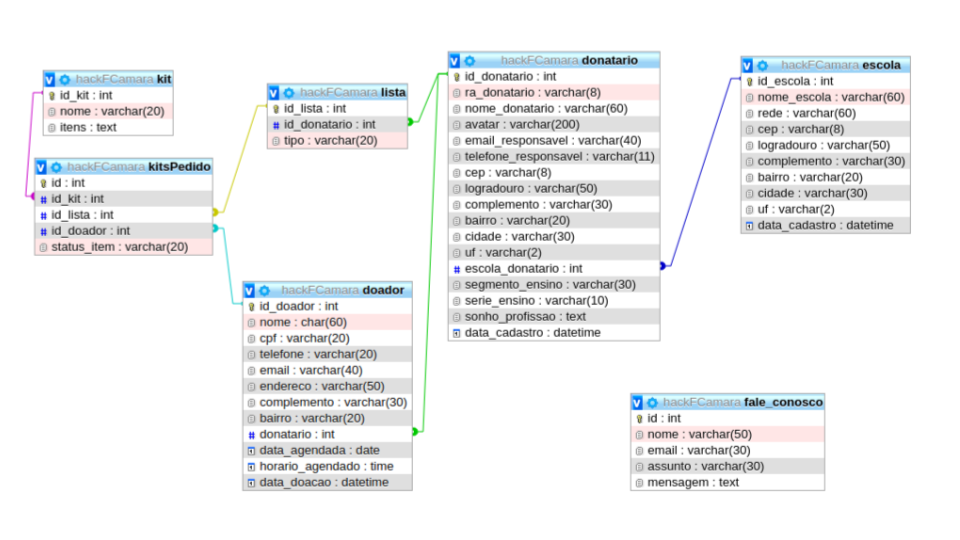 hackFCamara kit
id_kit : int
nome : varchar(20)
itens : text
hackFCamara kitsPedido
id : int
id_kit : int
id_lista : int
id_doador : int
status_item : varchar(20)
hackFCamara lista
id_lista : int
id_donatario : int
tipo : varchar(20)
hackFCamara doador
id_doador : int
nome : char(60)
cpf : varchar(20)
telefone : varchar(20)
email : varchar(40)
endereco : varchar(50)
complemento : varchar(30)
bairro : varchar(20)
donatario : int
data_agendada : date
horario_agendado : time
data_doacao : datetime
hackFCamara donatario
id_donatario : int
ra_donatario : varchar(8)
nome_donatario : varchar(60)
avatar : varchar(200)
email_responsavel : varchar(40)
telefone_responsavel : varchar(11)
cep : varchar(8)
logradouro : varchar(50)
complemento : varchar(30)
bairro : varchar(20)
cidade : varchar(30)
uf : varchar(2)
escola_donatario : int
segmento_ensino : varchar(30)
serie_ensino : varchar(10)
sonho_profissao : text
data_cadastro : datetime
hackFCamara escola
id_escola : int
nome_escola : varchar(60)
rede : varchar(60)
cep : varchar(8)
logradouro : varchar(50)
complemento : varchar(30)
bairro : varchar(20)
cidade : varchar(30)
uf : varchar(2)
data_cadastro : datetime
hackFCamara fale_conosco
id : int
nome : varchar(50)
email : varchar(30)
assunto : varchar(30)
mensagem : text